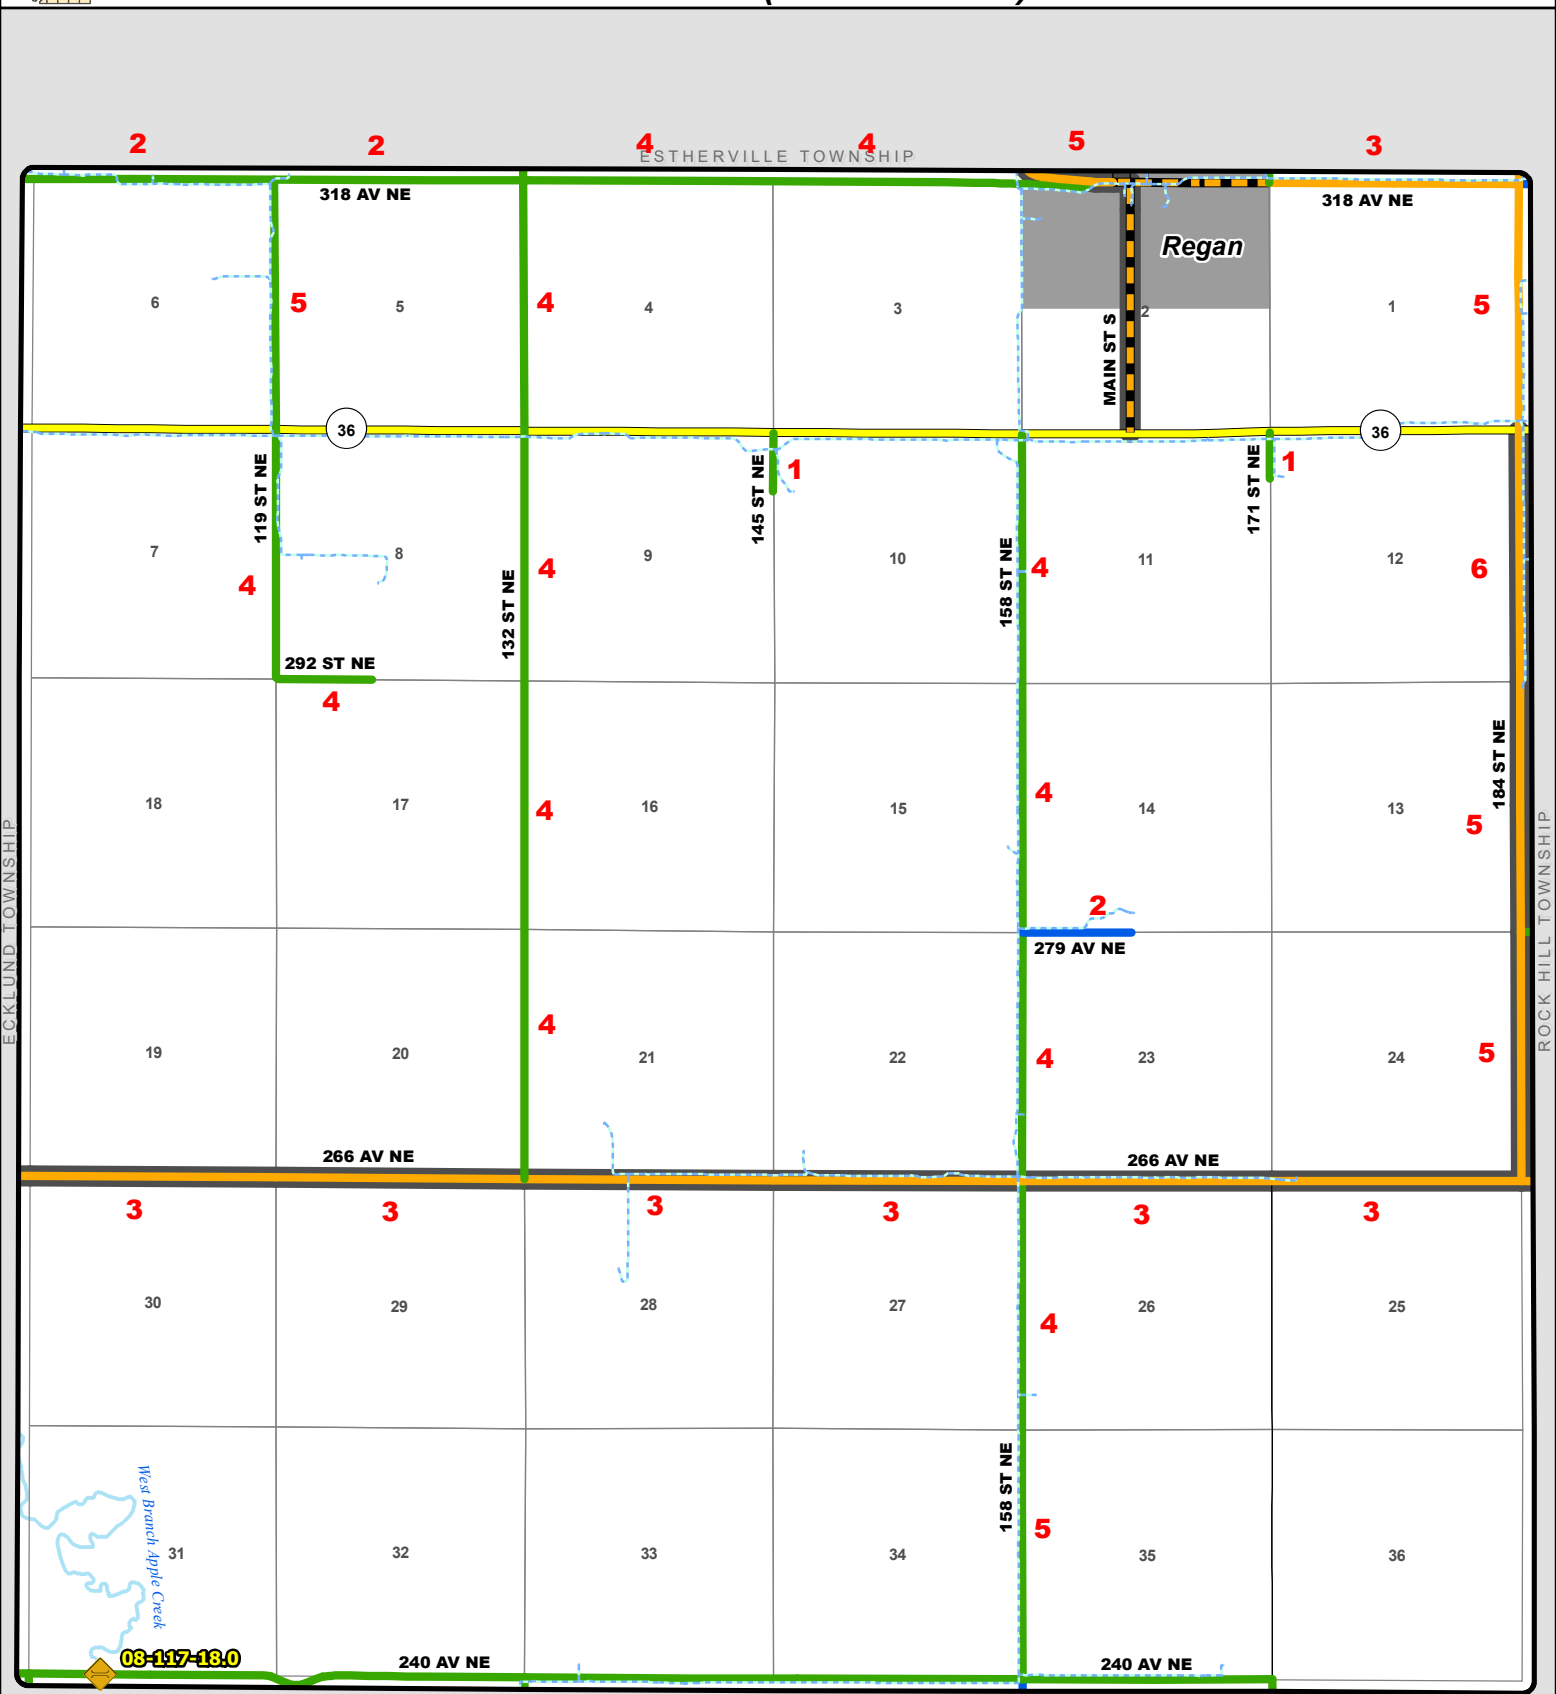 2 2 4 4 5 3
ESTHERVILLE TOWNSHIP
318 AV NE
318 AV NE
Regan
6 5 5 4 4 3 2 1 5
MAIN ST S
36
36
119 ST NE
145 ST NE
1
171 ST NE
1
7 8 9 10 11 12
4 4 4 6
132 ST NE
158 ST NE
292 ST NE
4
184 ST NE
18 17 4 16 15 4 14 13 5
ECKLUND TOWNSHIP
ROCK HILL TOWNSHIP
2
279 AV NE
19 20 4 21 22 4 23 24 5
266 AV NE
266 AV NE
3 3 3 3 3 3
30 29 28 27 4 26 25
West Branch Apple Creek
158 ST NE
5
31 32 33 34 35 36
08-117-18.0
240 AV NE
240 AV NE